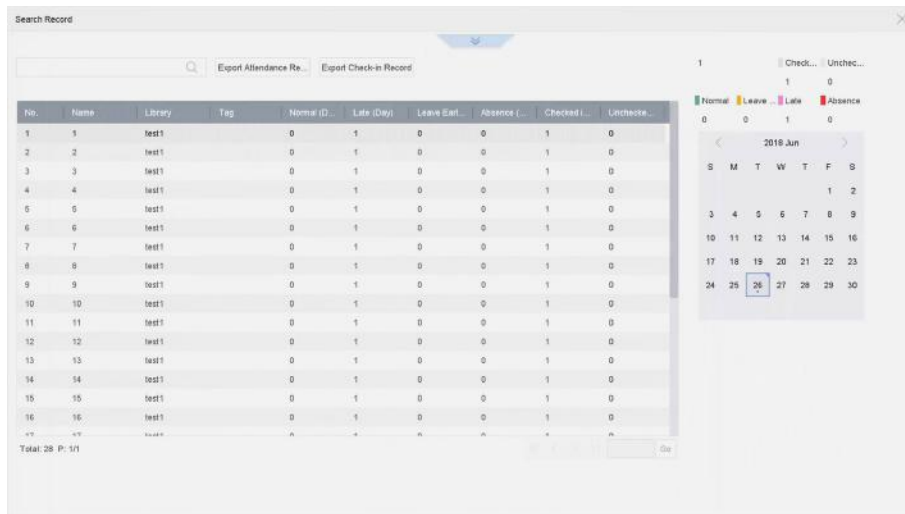 Search Record
Export Attendance Re... Export Check-in Record
1 Check... Unchec...
1 0
Normal Leave ... Late Absence
0 0 1 0
No. Name Library Tag Normal (D... Late (Day) Leave Earl... Absence (... Checked i... Unchecke...
1 1 test1 0 1 0 0 1 0
2 2 test1 0 1 0 0 1 0
3 3 test1 0 1 0 0 1 0
4 4 test1 0 1 0 0 1 0
5 5 test1 0 1 0 0 1 0
6 6 test1 0 1 0 0 1 0
7 7 test1 0 1 0 0 1 0
8 8 test1 0 1 0 0 1 0
9 9 test1 0 1 0 0 1 0
10 10 test1 0 1 0 0 1 0
11 11 test1 0 1 0 0 1 0
12 12 test1 0 1 0 0 1 0
13 13 test1 0 1 0 0 1 0
14 14 test1 0 1 0 0 1 0
15 15 test1 0 1 0 0 1 0
16 16 test1 0 1 0 0 1 0
Total: 28 P: 1/1 Go
2018 Jun
S M T W T F S
1 2
3 4 5 6 7 8 9
10 11 12 13 14 15 16
17 18 19 20 21 22 23
24 25 26 27 28 29 30